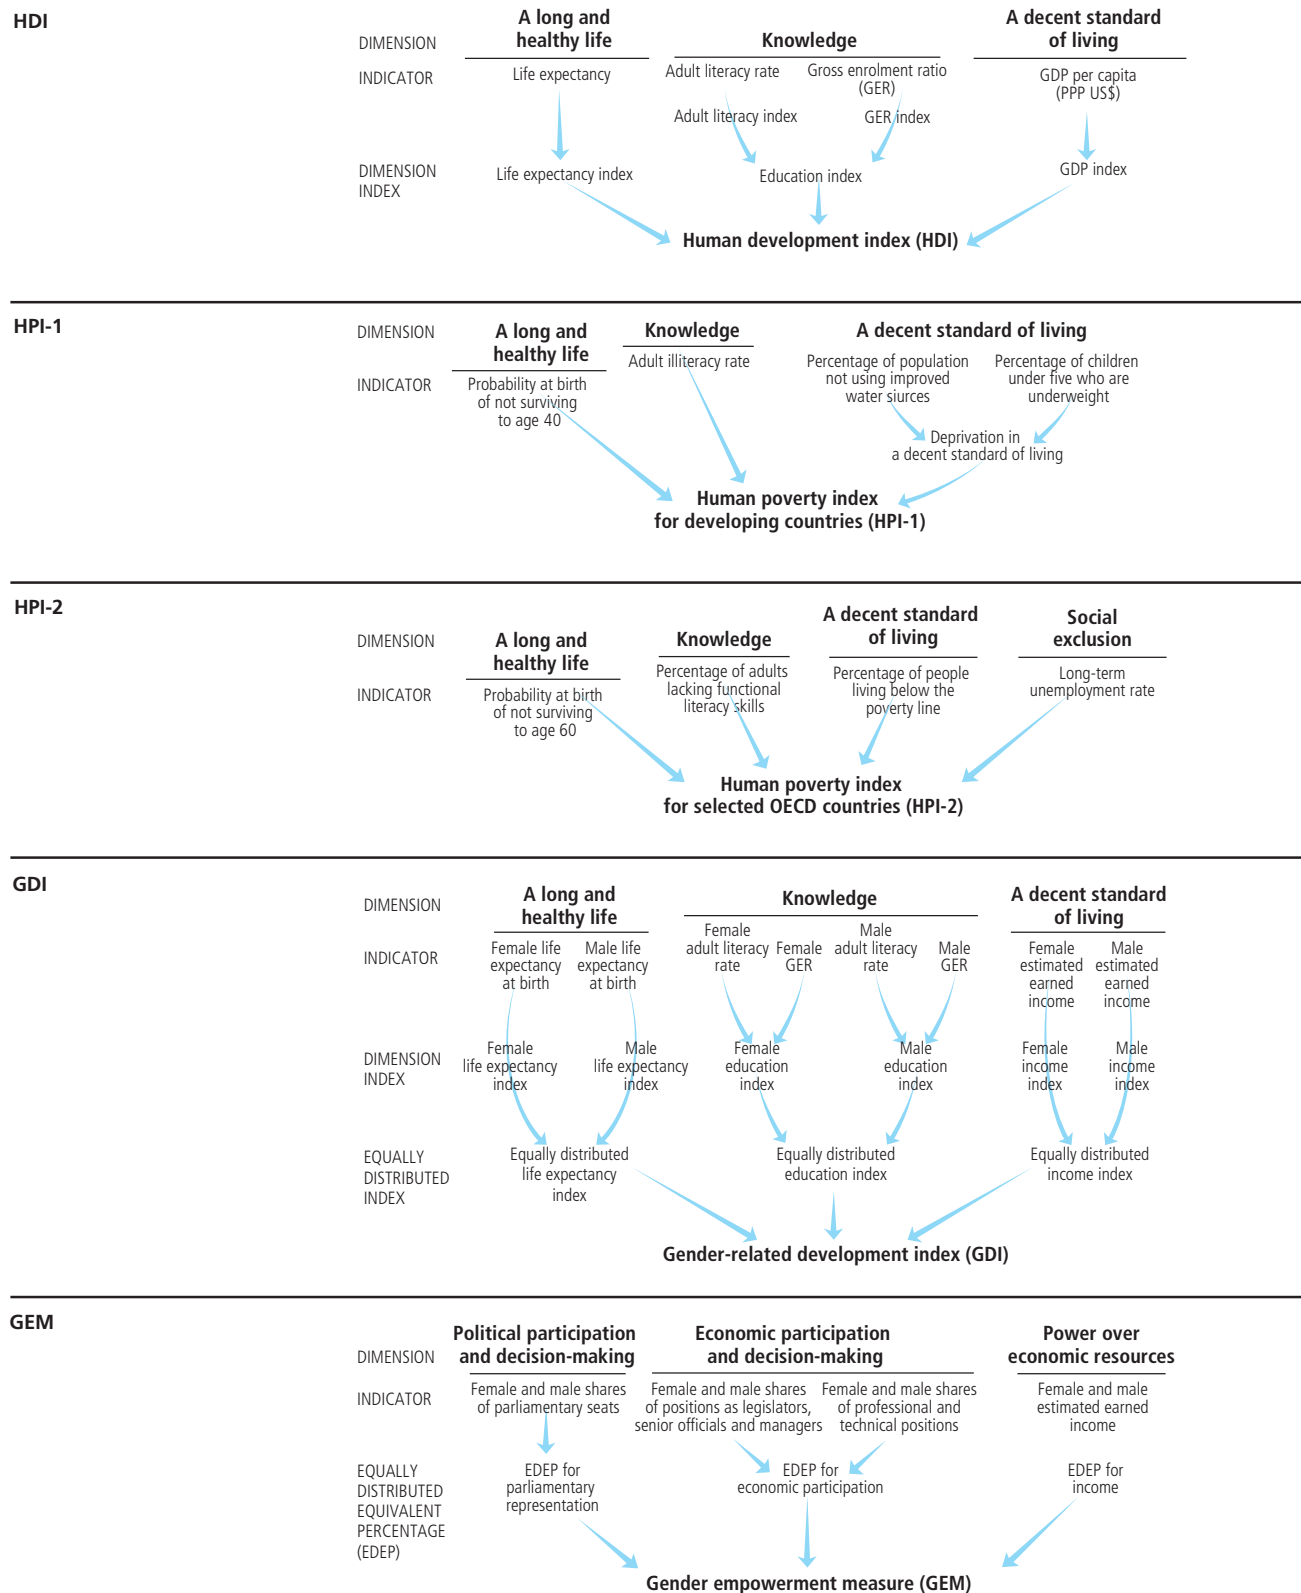 HDI
DIMENSION
A long and
healthy life
Knowledge
A decent standard
of living
INDICATOR
Life expectancy
Adult literacy rate
Gross enrolment ratio
(GER)
GDP per capita
(PPP US$)
Adult literacy index
GER index
DIMENSION
INDEX
Life expectancy index
Education index
GDP index
Human development index (HDI)
HPI-1
DIMENSION
A long and
healthy life
Knowledge
A decent standard of living
INDICATOR
Probability at birth
of not surviving
to age 40
Adult illiteracy rate
Percentage of population
not using improved
water siurces
Percentage of children
under five who are
underweight
Deprivation in
a decent standard of living
Human poverty index
for developing countries (HPI-1)
HPI-2
DIMENSION
A long and
healthy life
Knowledge
A decent standard
of living
Social
exclusion
INDICATOR
Probability at birth
of not surviving
to age 60
Percentage of adults
lacking functional
literacy skills
Percentage of people
living below the
poverty line
Long-term
unemployment rate
Human poverty index
for selected OECD countries (HPI-2)
GDI
DIMENSION
A long and
healthy life
Knowledge
A decent standard
of living
INDICATOR
Female life
expectancy
at birth
Male life
expectancy
at birth
Female
adult literacy
rate
Female
GER
Male
adult literacy
rate
Male
GER
Female
estimated
earned
income
Male
estimated
earned
income
DIMENSION
INDEX
Female
life expectancy
index
Male
life expectancy
index
Female
education
index
Male
education
index
Female
income
index
Male
income
index
EQUALLY
DISTRIBUTED
INDEX
Equally distributed
life expectancy
index
Equally distributed
education index
Equally distributed
income index
Gender-related development index (GDI)
GEM
DIMENSION
Political participation
and decision-making
Economic participation
and decision-making
Power over
economic resources
INDICATOR
Female and male shares
of parliamentary seats
Female and male shares
of positions as legislators,
senior officials and managers
Female and male shares
of professional and
technical positions
Female and male
estimated earned
income
EQUALLY
DISTRIBUTED
EQUIVALENT
PERCENTAGE
(EDEP)
EDEP for
parliamentary
representation
EDEP for
economic participation
EDEP for
income
Gender empowerment measure (GEM)